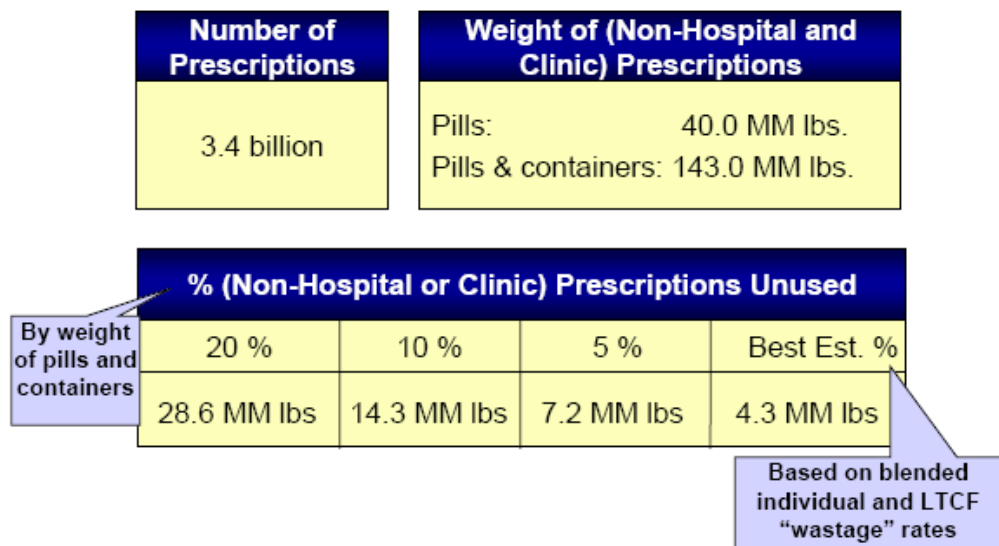 Number of
Prescriptions
3.4 billion
Weight of (Non-Hospital and
Clinic) Prescriptions
Pills: 40.0 MM lbs.
Pills & containers: 143.0 MM lbs.
% (Non-Hospital or Clinic) Prescriptions Unused
By weight
of pills and
containers
20 % 10 % 5 % Best Est. %
28.6 MM lbs 14.3 MM lbs 7.2 MM lbs 4.3 MM lbs
Based on blended
individual and LTCF
“wastage” rates